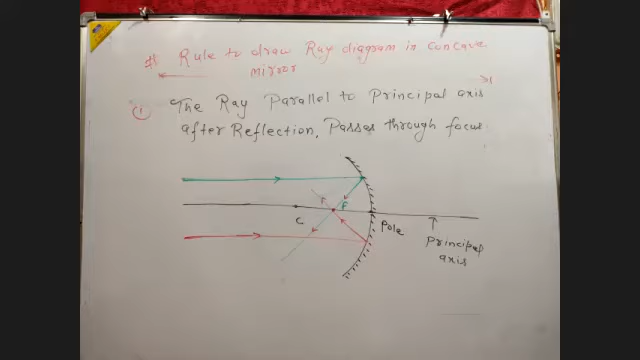 # Rule to draw Ray diagram in Concave
mirror
① The Ray Parallel to Principal axis
after Reflection, Passes through focus.
C
F
Pole
Principal
axis